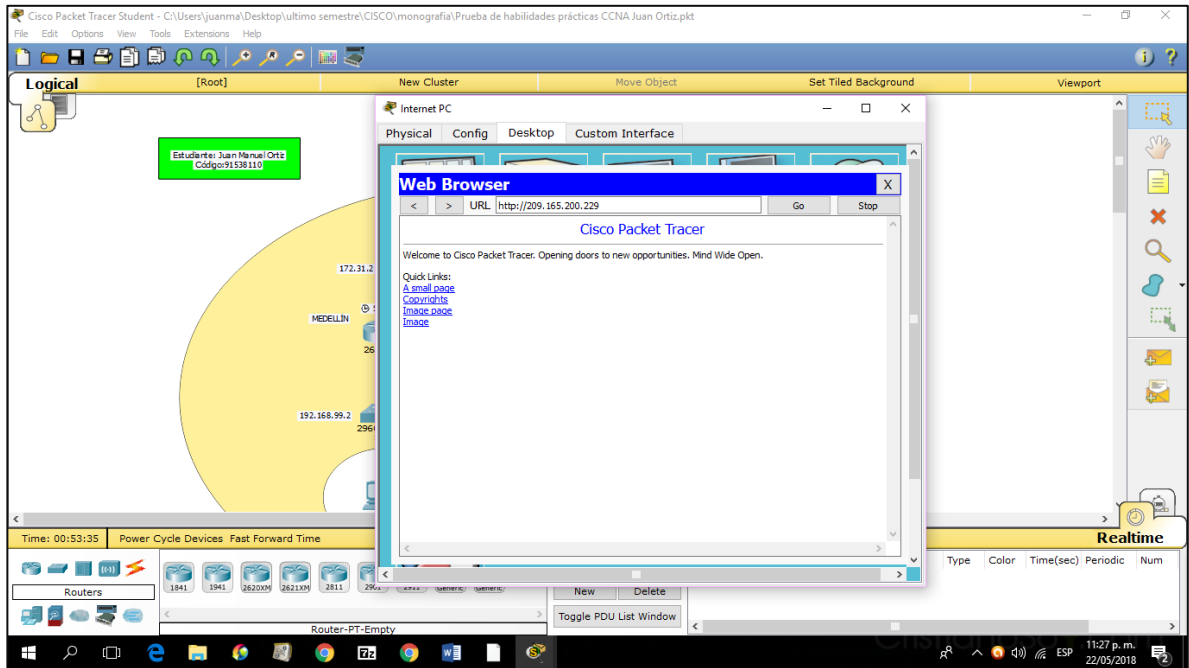 Cisco Packet Tracer Student - C:\Users\juanma\Desktop\ultimo semestre\CISCO\monografia\Prueba de habilidades prácticas CCNA Juan Ortiz.pkt
File Edit Options View Tools Extensions Help
Logical [Root] New Cluster Move Object Set Tiled Background Viewport
Internet PC
Physical Config Desktop Custom Interface
Estudiante: Juan Manuel Ortiz
Código:91538110
Web Browser X
< > URL http://209.165.200.229 Go Stop
Cisco Packet Tracer
Welcome to Cisco Packet Tracer. Opening doors to new opportunities. Mind Wide Open.
Quick Links:
A small page
Copyrights
Image page
Image
172.31.2
MEDELLÍN
26
192.168.99.2
296
Time: 00:53:35 Power Cycle Devices Fast Forward Time Realtime
Type Color Time(sec) Periodic Num
1841 1941 2620XM 2621XM 2811 Generic Generic
Routers
New Delete
Toggle PDU List Window
Router-PT-Empty
ESP
11:27 p. m.
22/05/2018